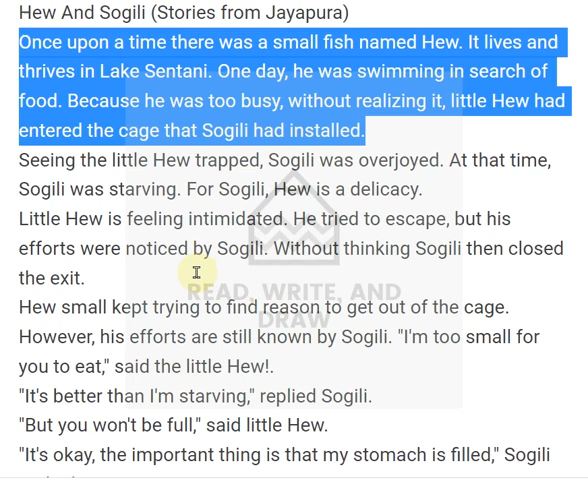 Hew And Sogili (Stories from Jayapura)
Once upon a time there was a small fish named Hew. It lives and
thrives in Lake Sentani. One day, he was swimming in search of
food. Because he was too busy, without realizing it, little Hew had
entered the cage that Sogili had installed.
Seeing the little Hew trapped, Sogili was overjoyed. At that time,
Sogili was starving. For Sogili, Hew is a delicacy.
Little Hew is feeling intimidated. He tried to escape, but his
efforts were noticed by Sogili. Without thinking Sogili then closed
the exit.
READ, WRITE, AND
DRAW
Hew small kept trying to find reason to get out of the cage.
However, his efforts are still known by Sogili. "I'm too small for
you to eat," said the little Hew!.
"It's better than I'm starving," replied Sogili.
"But you won't be full," said little Hew.
"It's okay, the important thing is that my stomach is filled," Sogili